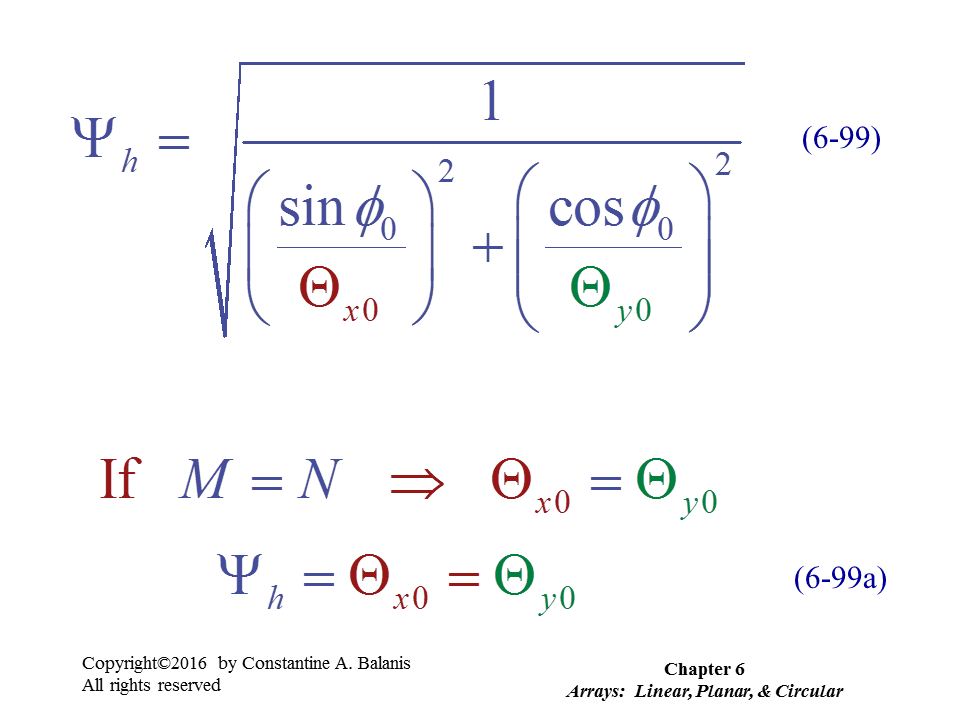 Ψ_h = √(1 / ((sin ϕ_0 / Θ_x0)^2 + (cos ϕ_0 / Θ_y0)^2)) (6-99)
If M = N ⇒ Θ_x0 = Θ_y0
Ψ_h = Θ_x0 = Θ_y0 (6-99a)
Copyright©2016 by Constantine A. Balanis
All rights reserved
Chapter 6
Arrays: Linear, Planar, & Circular